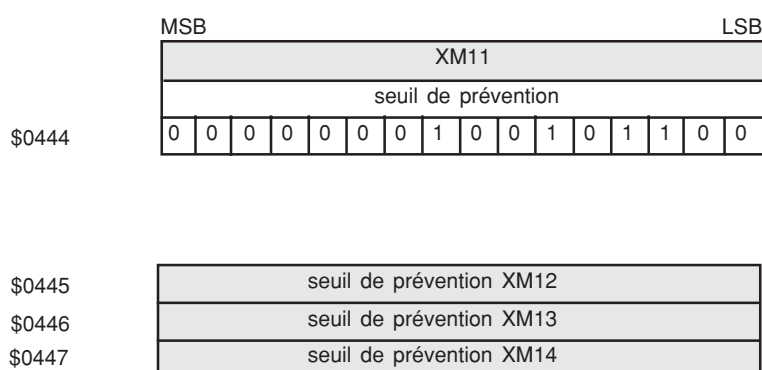 MSB LSB
XM11
seuil de prévention
$0444 0 0 0 0 0 0 0 1 0 0 1 0 1 1 0 0
$0445 seuil de prévention XM12
$0446 seuil de prévention XM13
$0447 seuil de prévention XM14